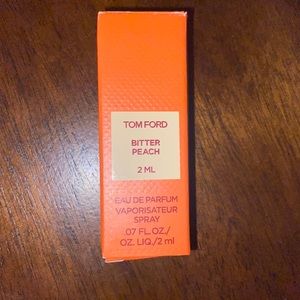 TOM FORD
BITTER
PEACH
2 ML
EAU DE PARFUM
VAPORISATEUR
SPRAY
.07 FL.OZ./
OZ. LIQ./2 ml